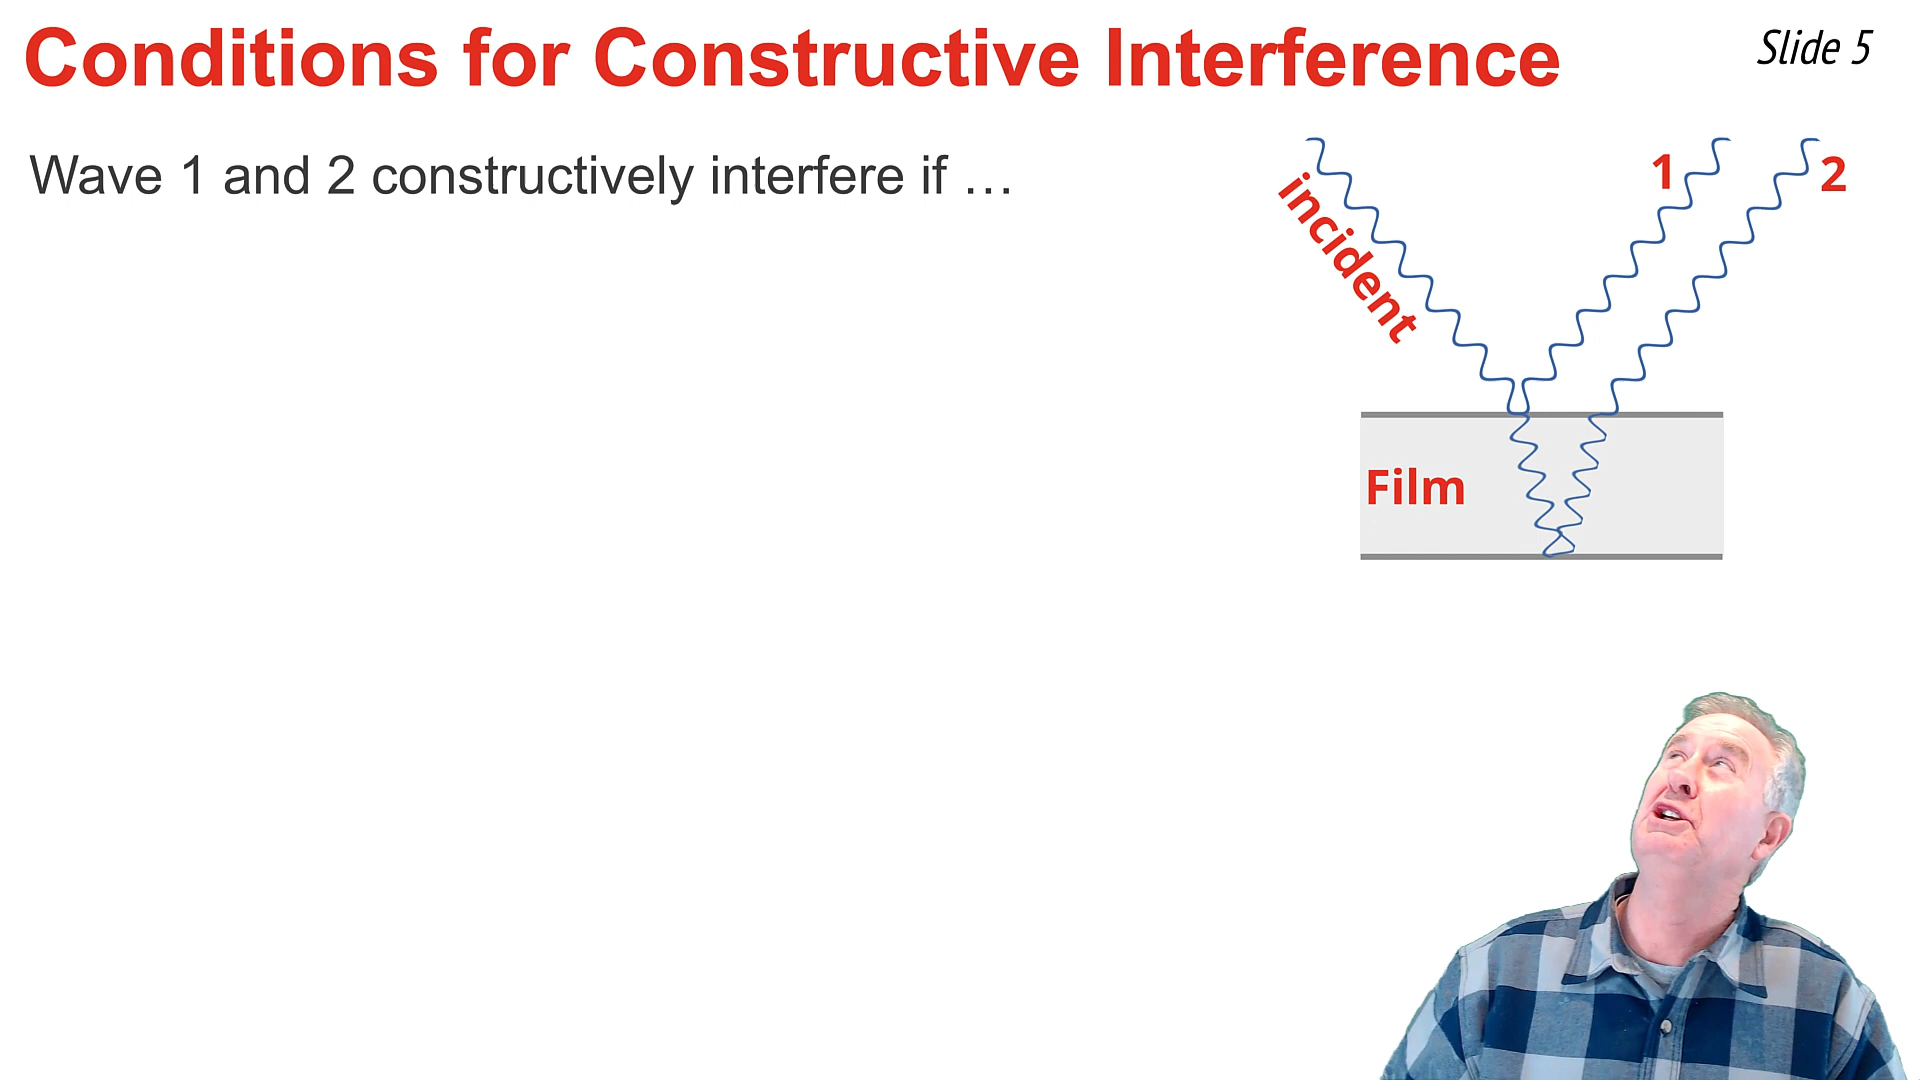 Conditions for Constructive Interference
Slide 5
Wave 1 and 2 constructively interfere if …
incident
1
2
Film